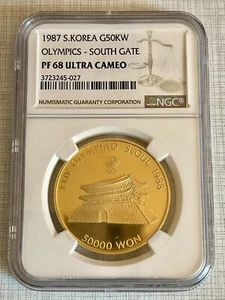 1987 S.KOREA G50KW
OLYMPICS - SOUTH GATE
PF 68 ULTRA CAMEO
3723245-027
NUMISMATIC GUARANTY CORPORATION
NGC
XXIV OLYMPIAD SEOUL 1988
50000 WON